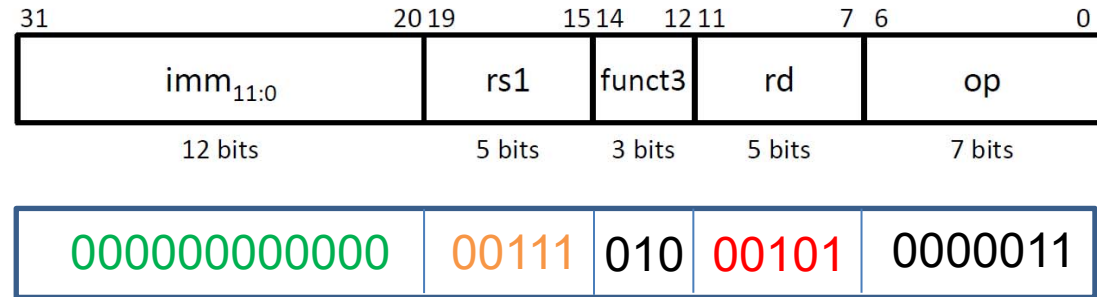 31 20 19 15 14 12 11 7 6 0
imm11:0 rs1 funct3 rd op
12 bits 5 bits 3 bits 5 bits 7 bits
000000000000 00111 010 00101 0000011